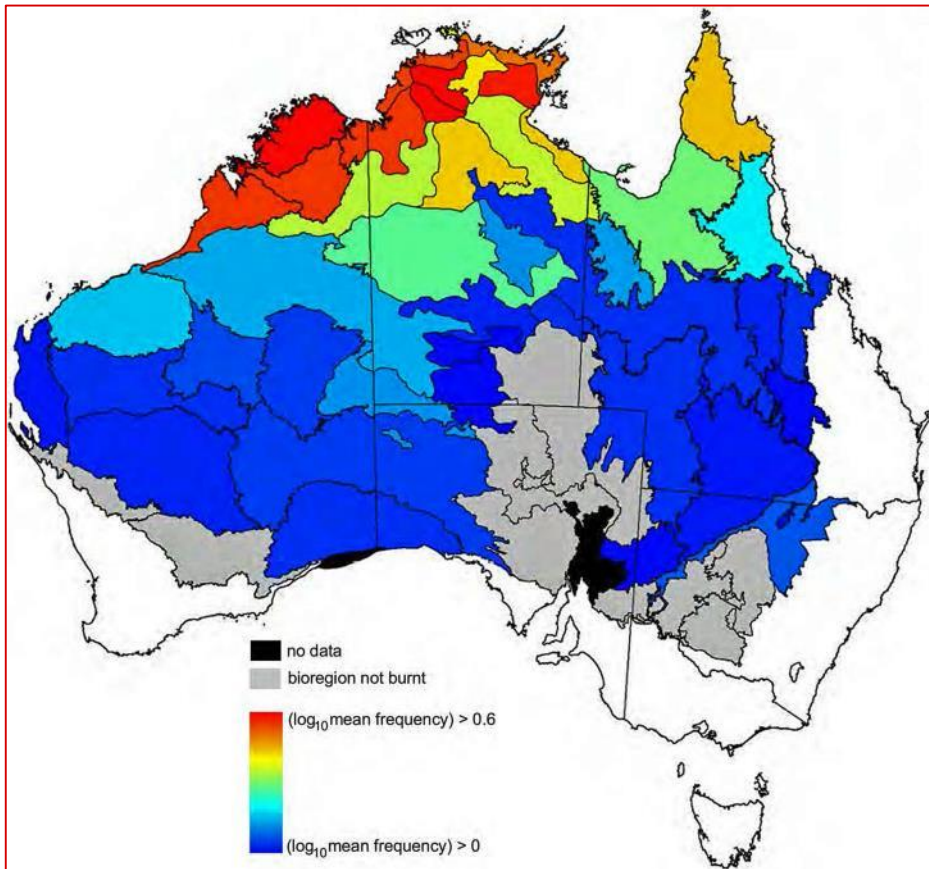 no data
bioregion not burnt
(log10mean frequency) > 0.6
(log10mean frequency) > 0